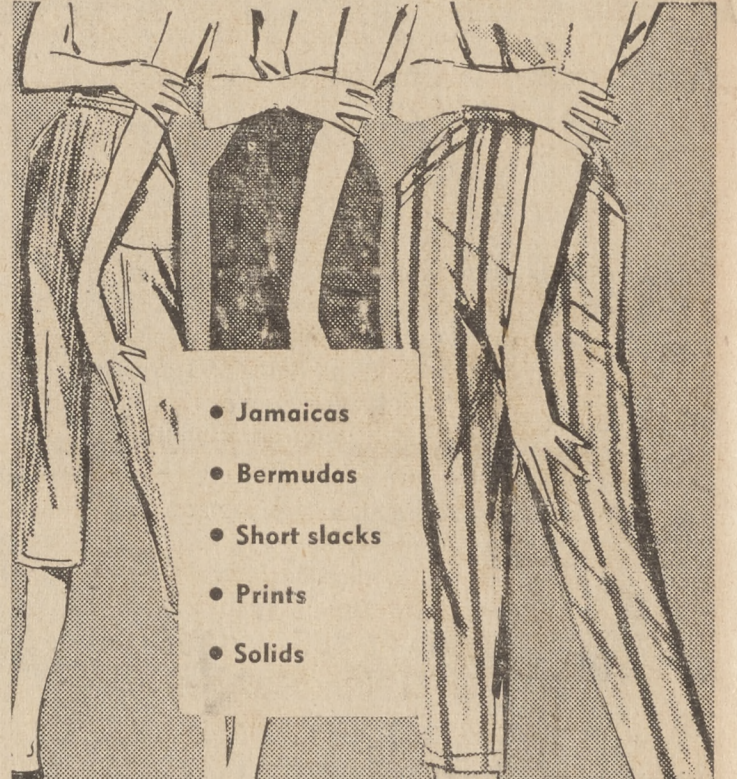 • Jamaicas
• Bermudas
• Short slacks
• Prints
• Solids